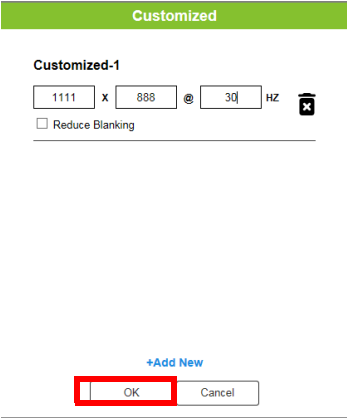 Customized
Customized-1
1111 X 888 @ 30 HZ
Reduce Blanking
+Add New
OK Cancel